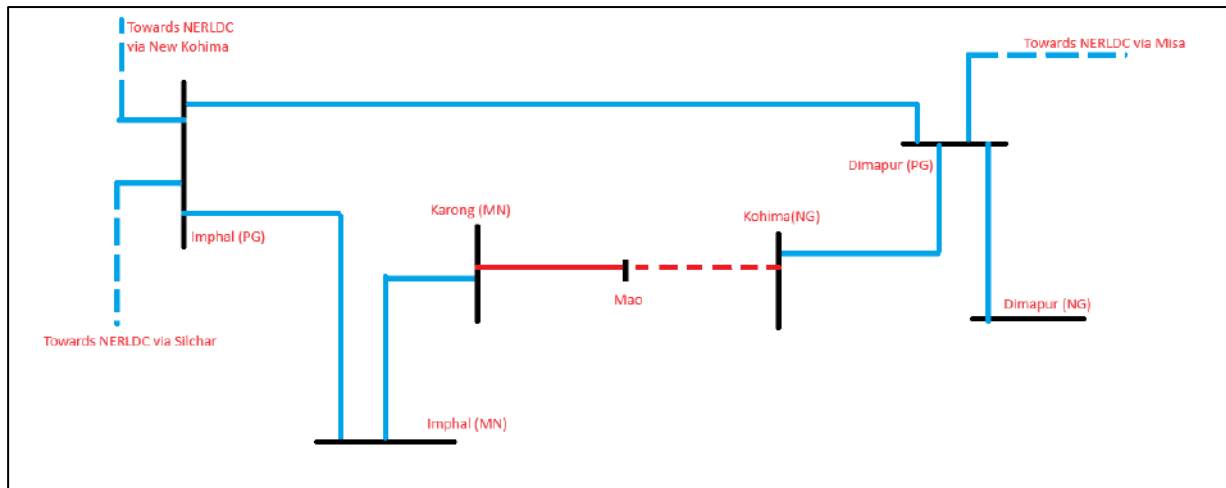 Towards NERLDC
via New Kohima
Towards NERLDC via Misa
Dimapur (PG)
Karong (MN)
Kohima(NG)
Imphal (PG)
Mao
Dimapur (NG)
Towards NERLDC via Silchar
Imphal (MN)